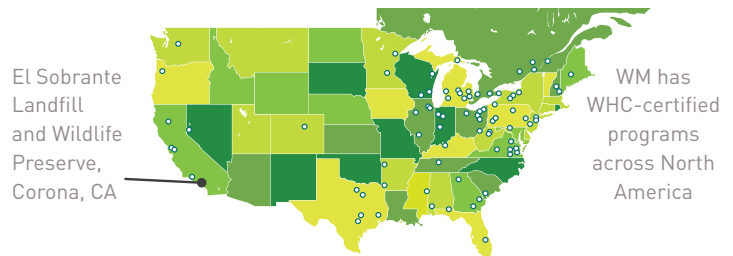 El Sobrante
Landfill
and Wildlife
Preserve,
Corona, CA
WM has
WHC-certified
programs
across North
America